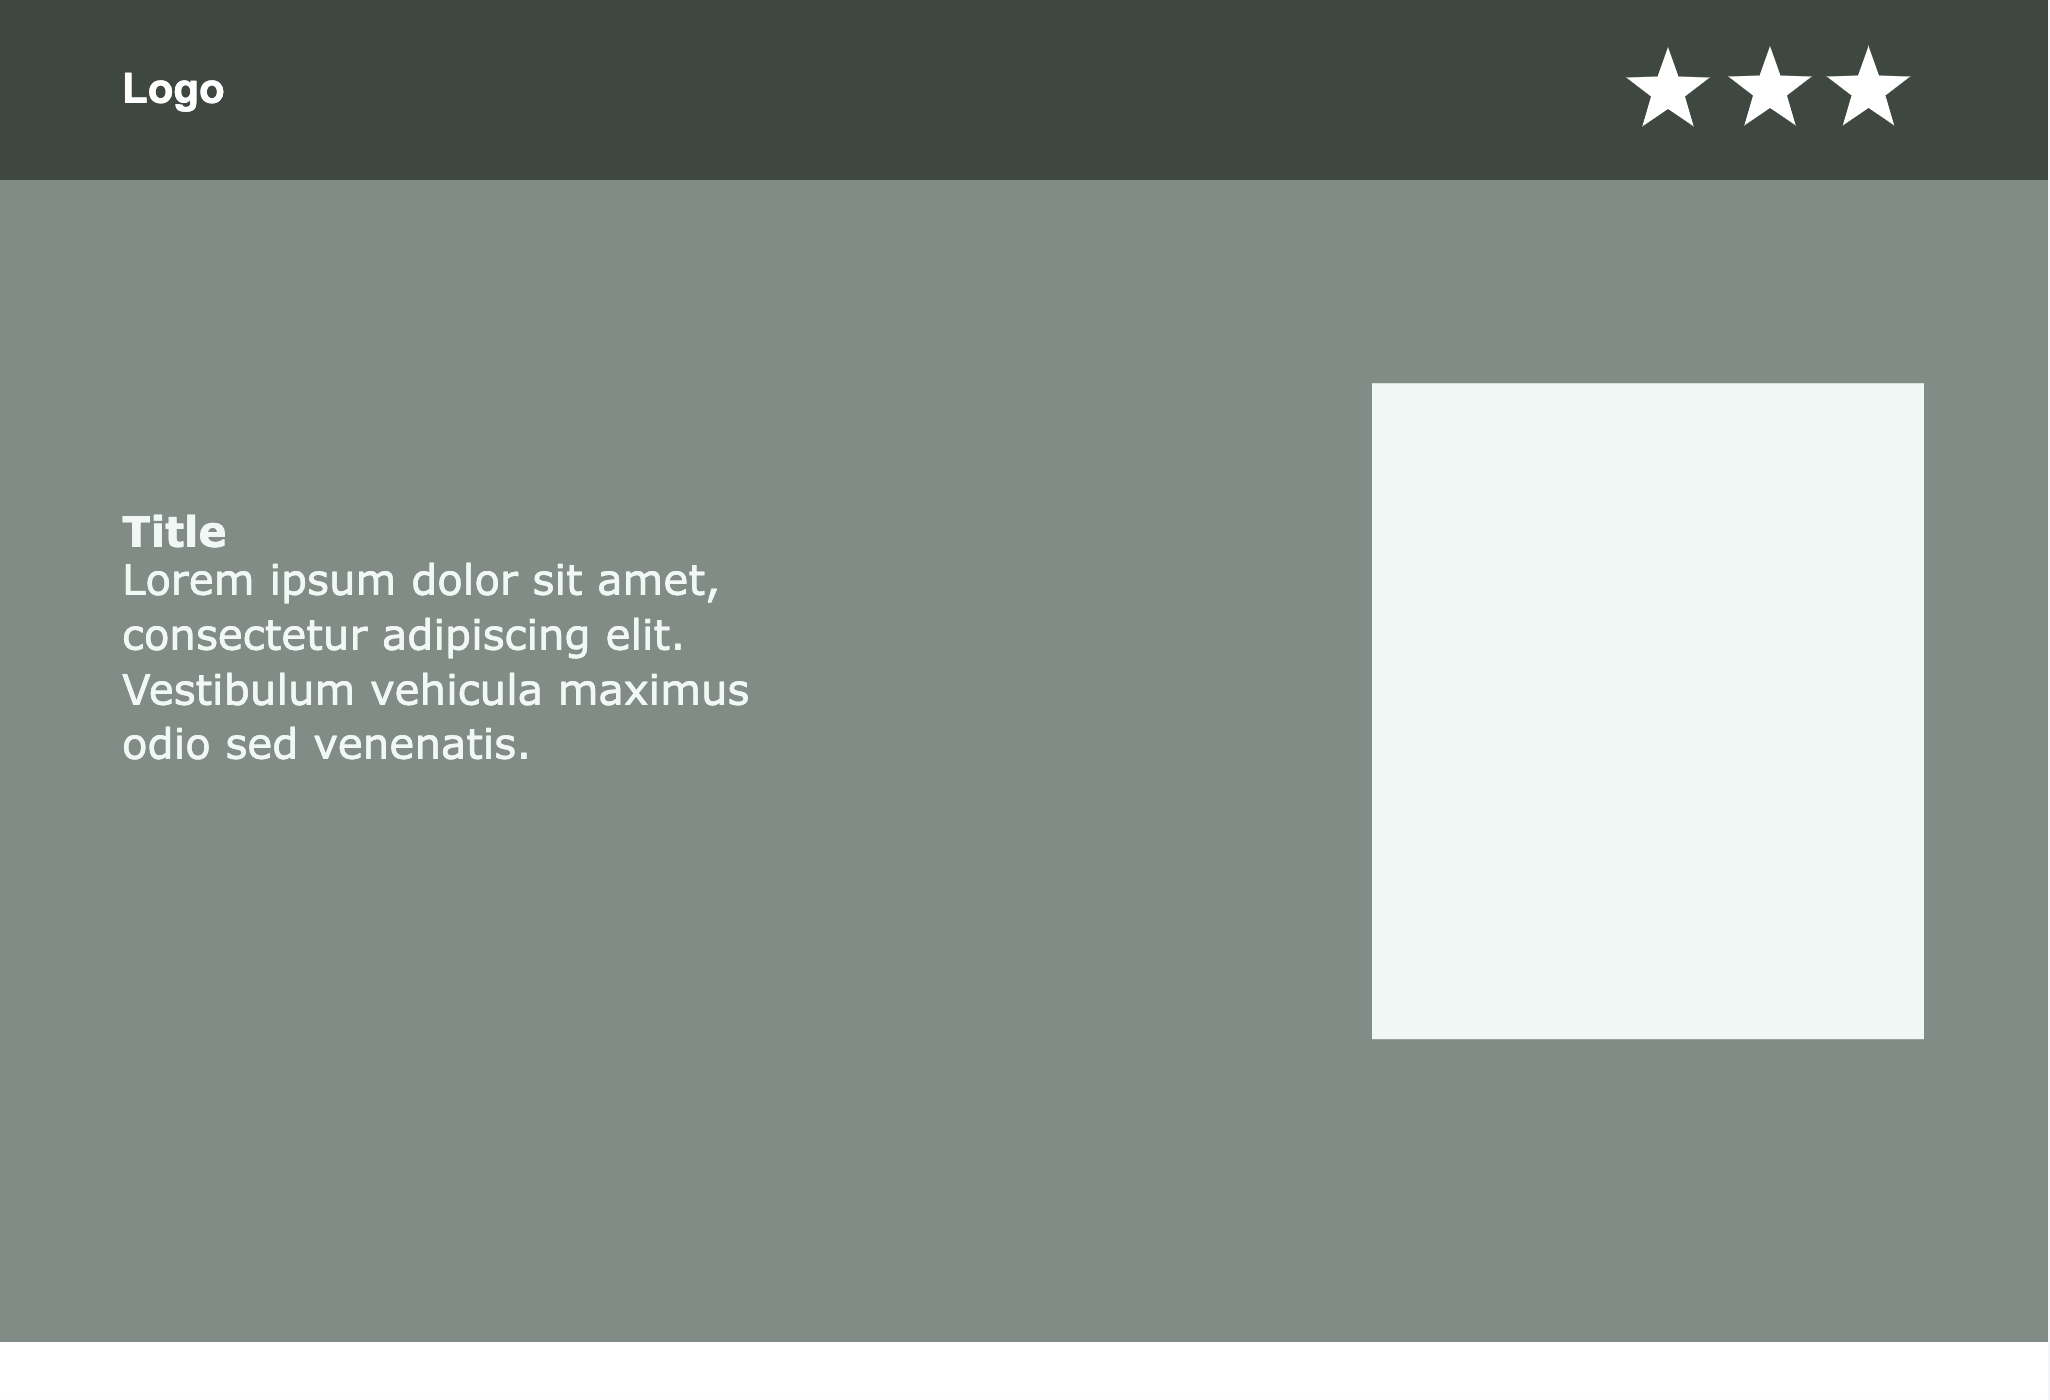 Logo
Title
Lorem ipsum dolor sit amet,
consectetur adipiscing elit.
Vestibulum vehicula maximus
odio sed venenatis.